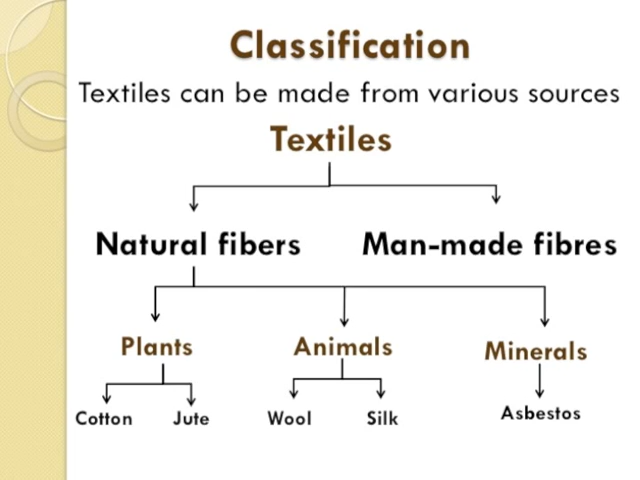 Classification
Textiles can be made from various sources
Textiles
Natural fibers Man-made fibres
Plants Animals Minerals
Cotton Jute Wool Silk Asbestos